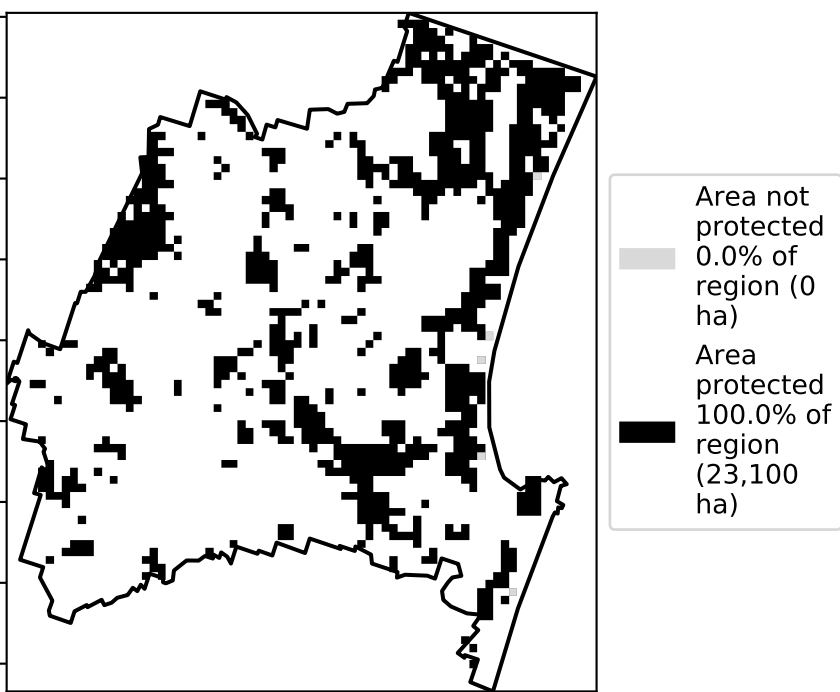 Area not
protected
0.0% of
region (0
ha)
Area
protected
100.0% of
region
(23,100
ha)